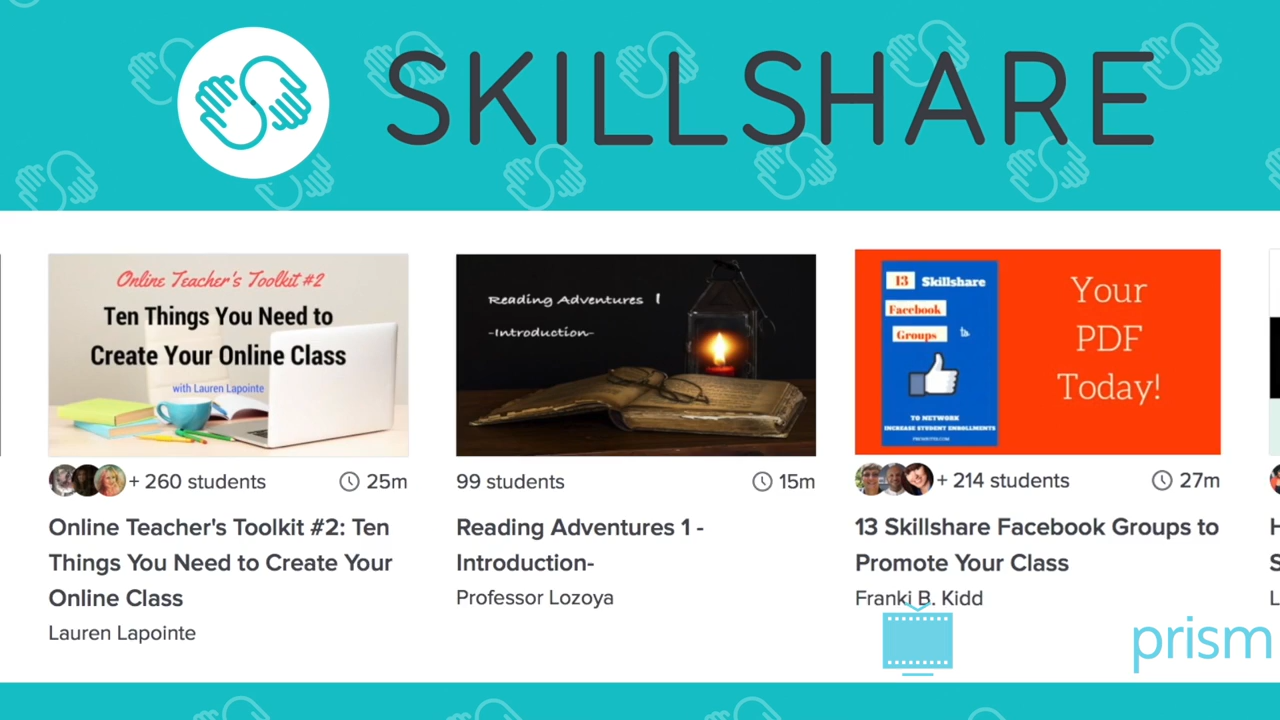 SKILLSHARE
Online Teacher's Toolkit #2
Ten Things You Need to
Create Your Online Class
with Lauren Lapointe
+ 260 students
25m
Online Teacher's Toolkit #2: Ten
Things You Need to Create Your
Online Class
Lauren Lapointe
Reading Adventures 1
-Introduction-
99 students
15m
Reading Adventures 1 -
Introduction-
Professor Lozoya
13 Skillshare
Facebook
Groups to
TO NETWORK
INCREASE STUDENT ENROLLMENTS
Your
PDF
Today!
+ 214 students
27m
13 Skillshare Facebook Groups to
Promote Your Class
Franki B. Kidd
prism